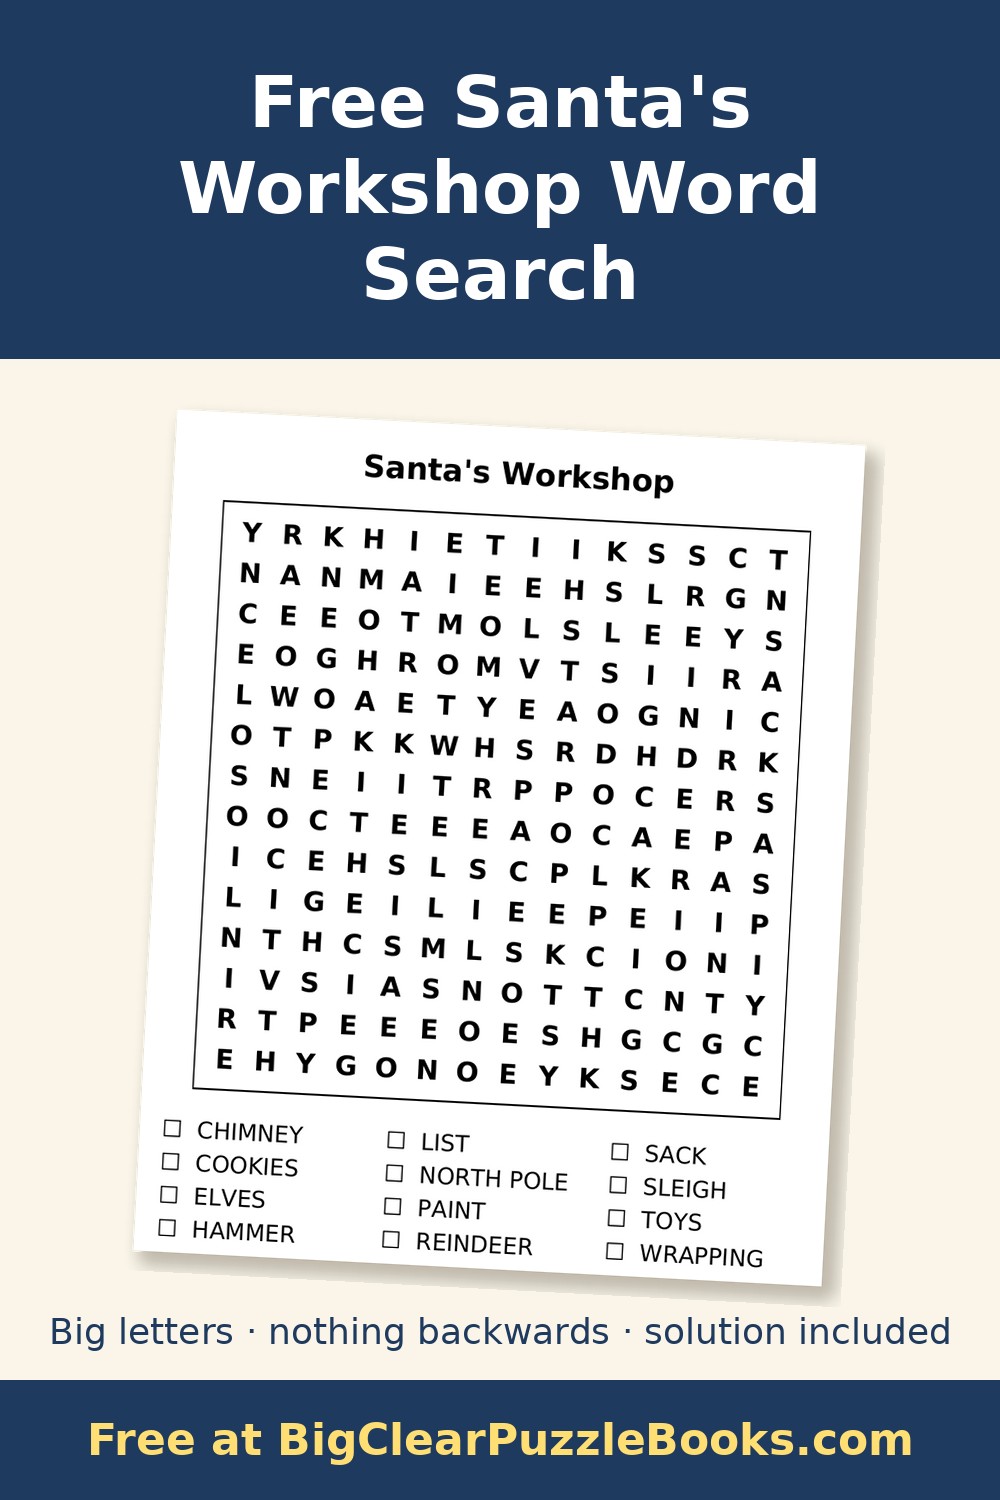 Free Santa's
Workshop Word
Search
Santa's Workshop
Y R K H I E T I I K S S C T
N A N M A I E E H S L R G N
C E E O T M O L S L E E Y S
E O G H R O M V T S I I R A
L W O A E T Y E A O G N I C
O T P K K W H S R D H D R K
S N E I I T R P P O C E R S
O O C T E E E A O C A E P A
I C E H S L S C P L K R A S
L I G E I L I E E P E I I P
N T H C S M L S K C I O N I
I V S I A S N O T T C N T Y
R T P E E E O E S H G C G C
E H Y G O N O E Y K S E C E
☐ CHIMNEY ☐ LIST ☐ SACK
☐ COOKIES ☐ NORTH POLE ☐ SLEIGH
☐ ELVES ☐ PAINT ☐ TOYS
☐ HAMMER ☐ REINDEER ☐ WRAPPING
Big letters · nothing backwards · solution included
Free at BigClearPuzzleBooks.com